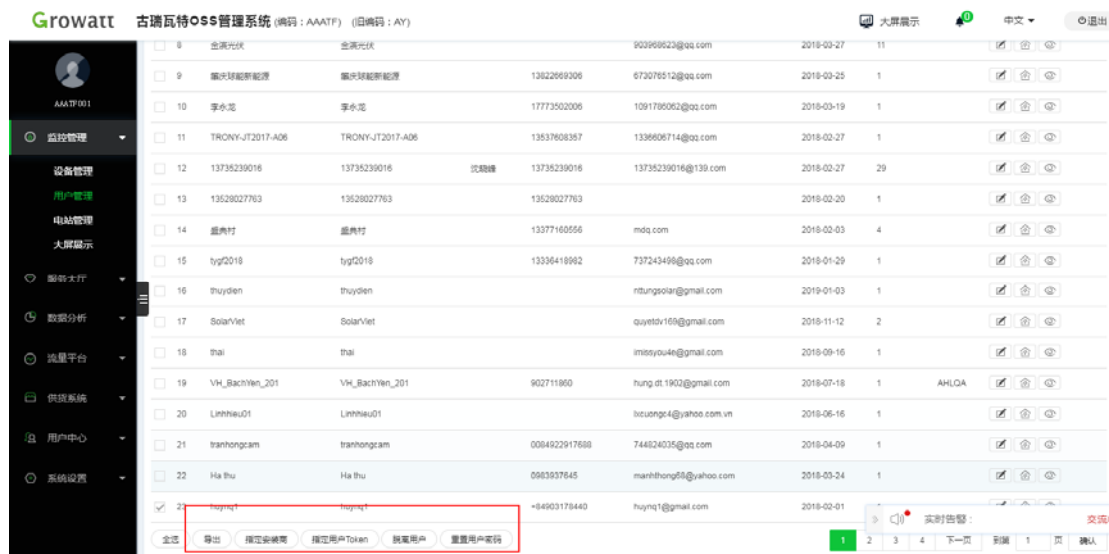 Growatt 古瑞瓦特OSS管理系统 (编码：AAATF) (旧编码：AY) 大屏展示 0 中文 退出
AAATF001
监控管理
设备管理
用户管理
电站管理
大屏展示
服务大厅
数据分析
流量平台
供货系统
用户中心
系统设置
8 金滨光伏 金滨光伏 903968623@qq.com 2018-03-27 11
9 肇庆球能新能源 肇庆球能新能源 13822669306 673076512@qq.com 2018-03-25 1
10 李水龙 李水龙 17773502006 1091786062@qq.com 2018-03-19 1
11 TRONY-JT2017-A06 TRONY-JT2017-A06 13537608357 1336606714@qq.com 2018-02-27 1
12 13735239016 13735239016 沈晓峰 13735239016 13735239016@139.com 2018-02-27 29
13 13528027763 13528027763 13528027763 2018-02-20 1
14 盛典村 盛典村 13377160556 mdq.com 2018-02-03 4
15 tygf2018 tygf2018 13336418982 737243498@qq.com 2018-01-29 1
16 thuydien thuydien nttungsolar@gmail.com 2019-01-03 1
17 SolarViet SolarViet quyetdv169@gmail.com 2018-11-12 2
18 thai thai imissyou4e@gmail.com 2018-09-16 1
19 VH_BachYen_201 VH_BachYen_201 902711860 hung.dt.1902@gmail.com 2018-07-18 1 AHLQA
20 Linhhieu01 Linhhieu01 lxcuongc4@yahoo.com.vn 2018-06-16 1
21 tranhongcam tranhongcam 0084922917688 744824035@qq.com 2018-04-09 1
22 Ha thu Ha thu 0983937645 manhthong68@yahoo.com 2018-03-24 1
23 huynq1 huynq1 +84903178440 huynq1@gmail.com 2018-02-01
实时告警： 交流
全选 导出 指定安装商 指定用户Token 脱离用户 重置用户密码 1 2 3 4 下一页 到第 1 页 确认